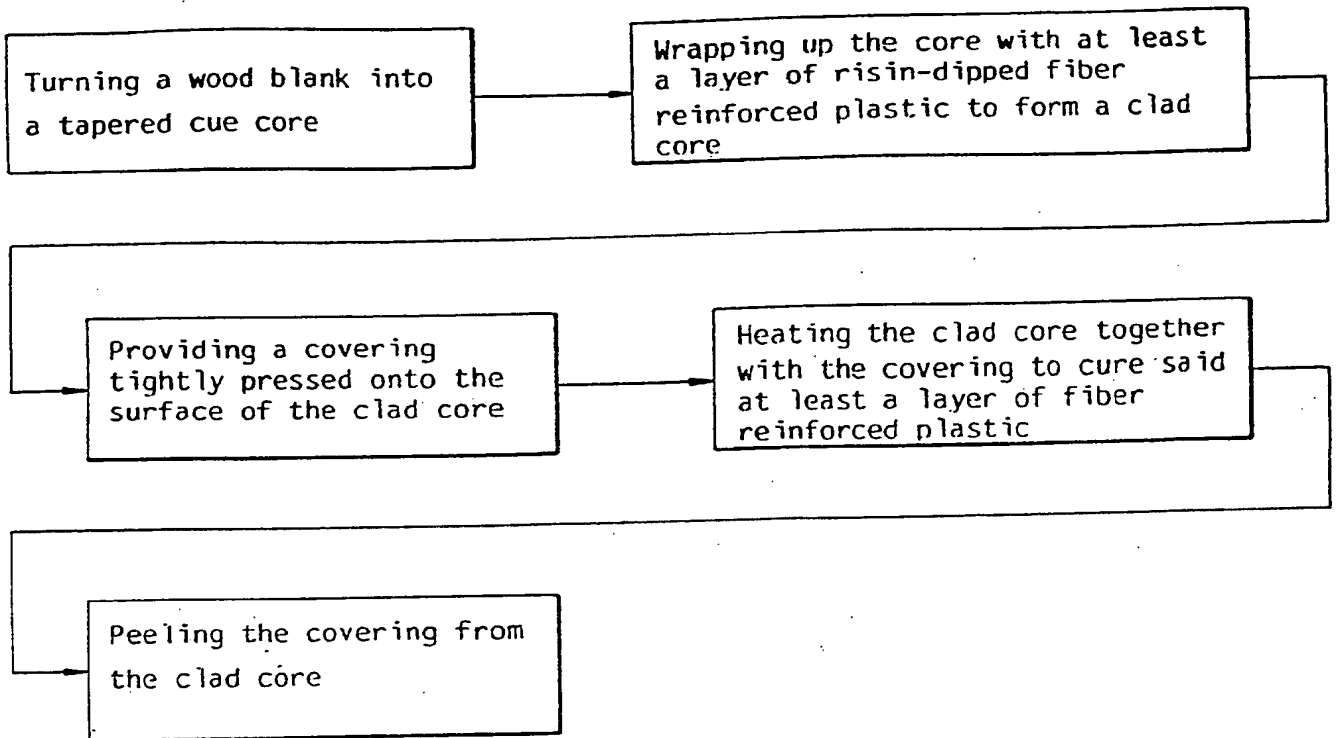 Turning a wood blank into
a tapered cue core
Wrapping up the core with at least
a layer of risin-dipped fiber
reinforced plastic to form a clad
core
Providing a covering
tightly pressed onto the
surface of the clad core
Heating the clad core together
with the covering to cure said
at least a layer of fiber
reinforced plastic
Peeling the covering from
the clad core